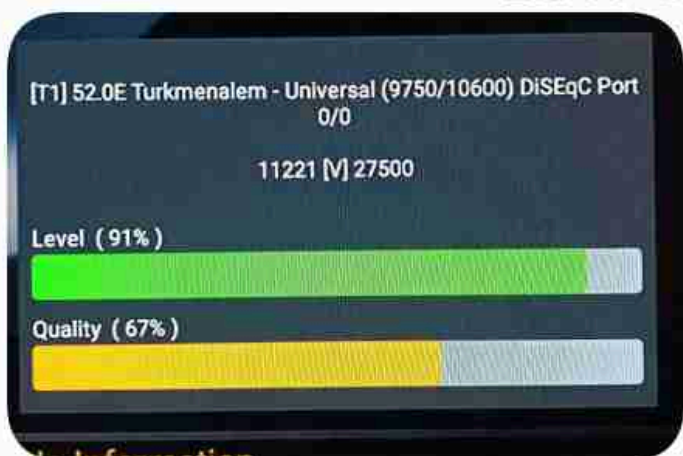 [T1] 52.0E Turkmenalem - Universal (9750/10600) DiSEqC Port
0/0
11221 [V] 27500
Level ( 91% )
Quality ( 67% )